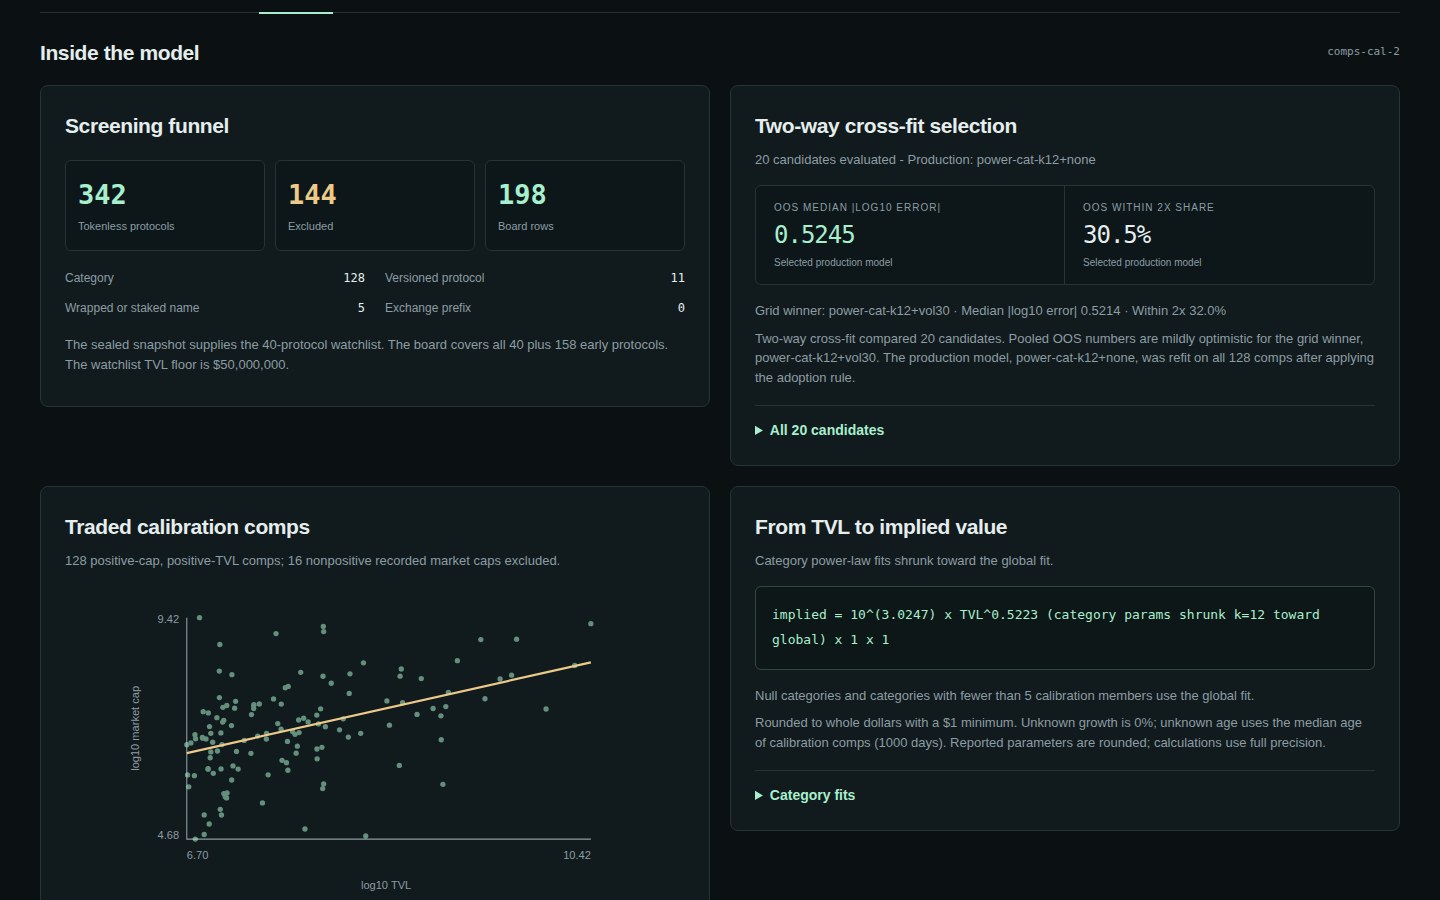 Inside the model
comps-cal-2
Screening funnel
342
Tokenless protocols
144
Excluded
198
Board rows
Category 128
Versioned protocol 11
Wrapped or staked name 5
Exchange prefix 0
The sealed snapshot supplies the 40-protocol watchlist. The board covers all 40 plus 158 early protocols.
The watchlist TVL floor is $50,000,000.
Two-way cross-fit selection
20 candidates evaluated - Production: power-cat-k12+none
OOS MEDIAN |LOG10 ERROR|
0.5245
Selected production model
OOS WITHIN 2X SHARE
30.5%
Selected production model
Grid winner: power-cat-k12+vol30 · Median |log10 error| 0.5214 · Within 2x 32.0%
Two-way cross-fit compared 20 candidates. Pooled OOS numbers are mildly optimistic for the grid winner,
power-cat-k12+vol30. The production model, power-cat-k12+none, was refit on all 128 comps after applying
the adoption rule.
All 20 candidates
Traded calibration comps
128 positive-cap, positive-TVL comps; 16 nonpositive recorded market caps excluded.
9.42
log10 market cap
4.68
6.70
10.42
log10 TVL
From TVL to implied value
Category power-law fits shrunk toward the global fit.
implied = 10^(3.0247) x TVL^0.5223 (category params shrunk k=12 toward
global) x 1 x 1
Null categories and categories with fewer than 5 calibration members use the global fit.
Rounded to whole dollars with a $1 minimum. Unknown growth is 0%; unknown age uses the median age
of calibration comps (1000 days). Reported parameters are rounded; calculations use full precision.
Category fits